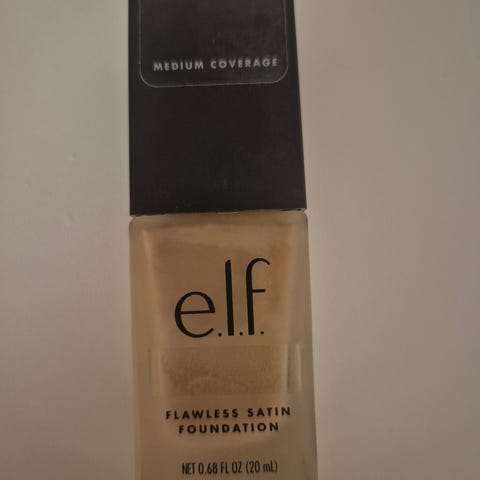 MEDIUM COVERAGE
e.l.f.
FLAWLESS SATIN
FOUNDATION
NET 0.68 FL OZ (20 mL)